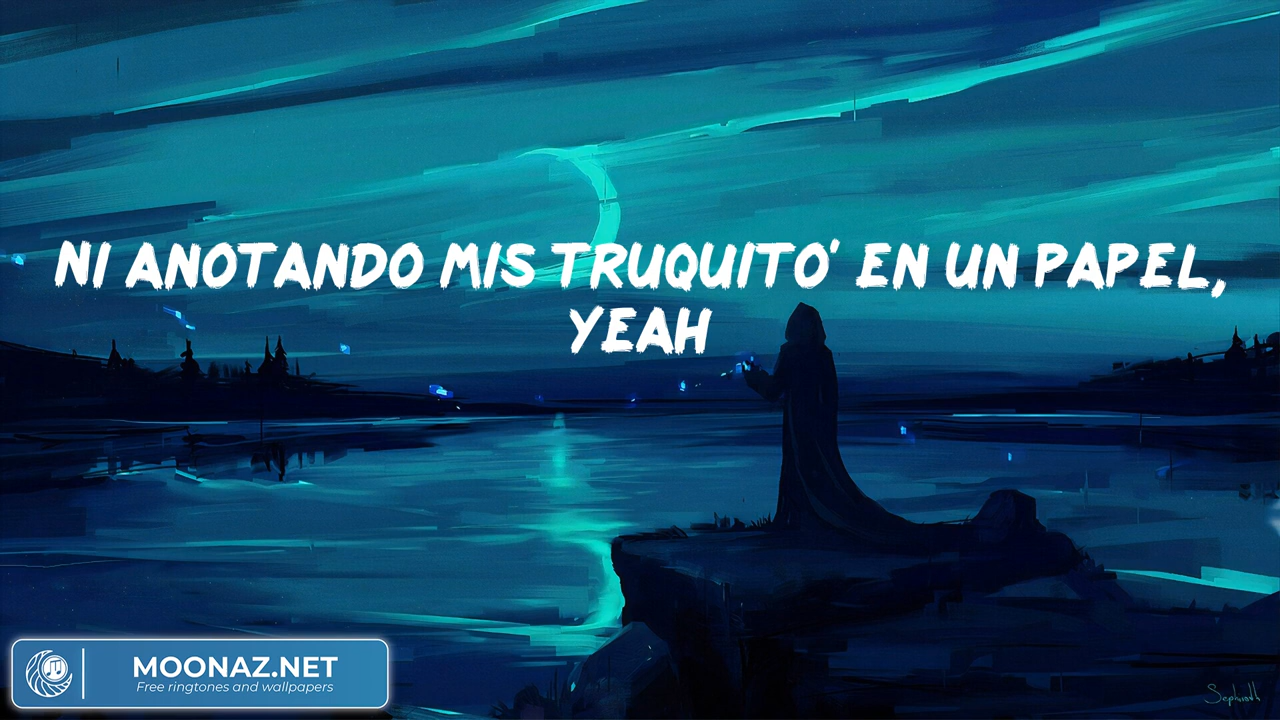 NI ANOTANDO MIS TRUQUITO' EN UN PAPEL,
YEAH
MOONAZ.NET
Free ringtones and wallpapers